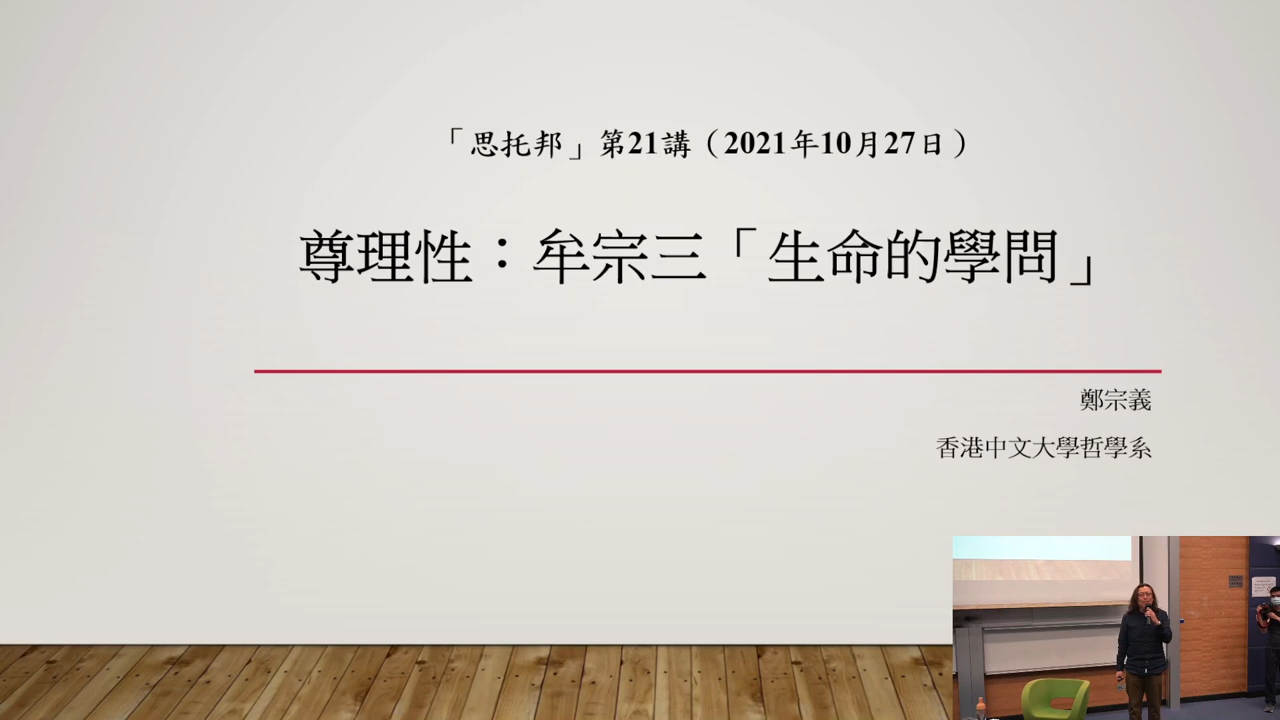 「思托邦」第21講（2021年10月27日）
尊理性：牟宗三「生命的學問」
鄭宗義
香港中文大學哲學系